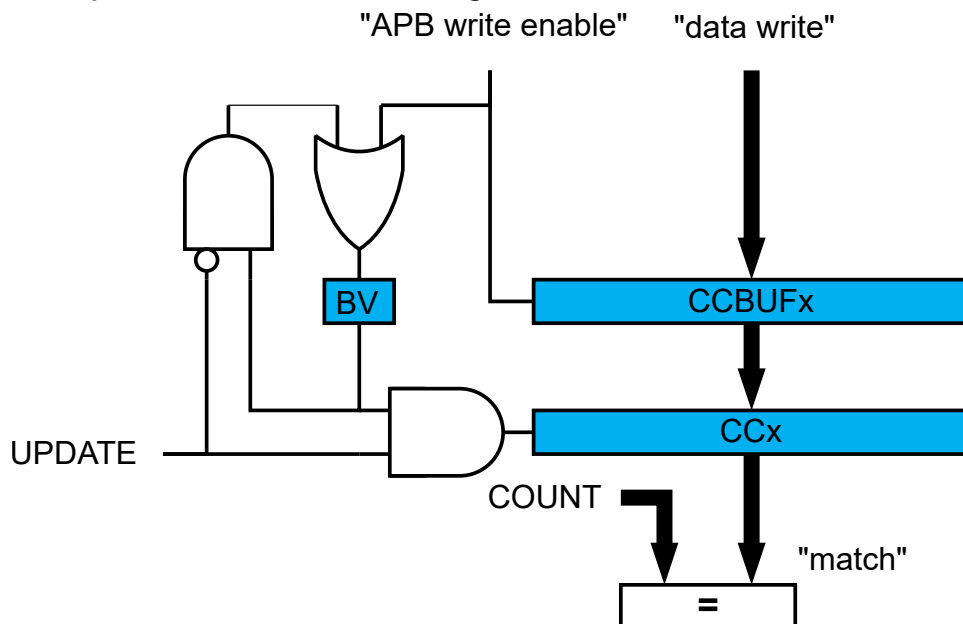 "APB write enable" "data write"
BV
CCBUFx
CCx
UPDATE
COUNT
"match"
=